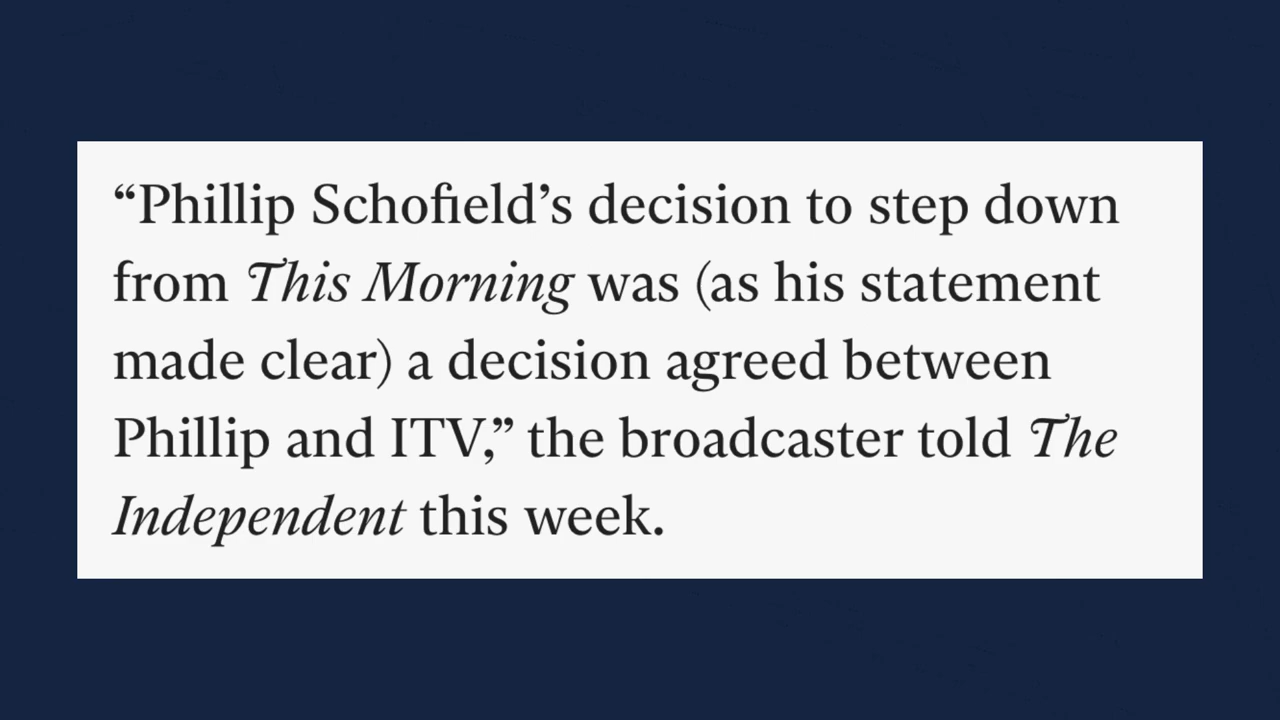 “Phillip Schofield’s decision to step down
from This Morning was (as his statement
made clear) a decision agreed between
Phillip and ITV,” the broadcaster told The
Independent this week.